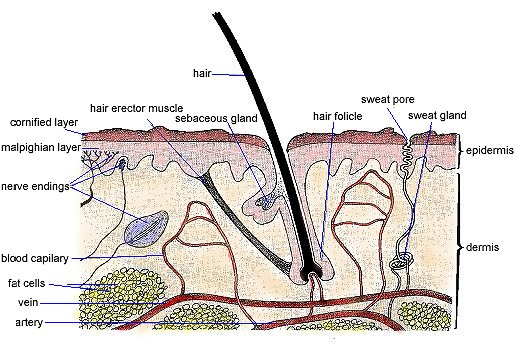 hair
hair erector muscle
sebaceous gland
hair folicle
sweat pore
sweat gland
cornified layer
malpighian layer
epidermis
nerve endings
dermis
blood capilary
fat cells
vein
artery